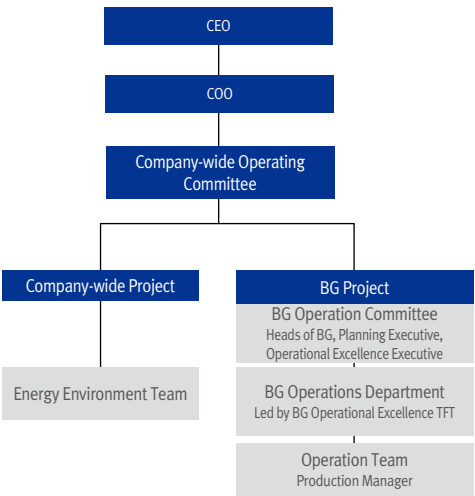 CEO
COO
Company-wide Operating
Committee
Company-wide Project
BG Project
BG Operation Committee
Heads of BG, Planning Executive,
Operational Excellence Executive
Energy Environment Team
BG Operations Department
Led by BG Operational Excellence TFT
Operation Team
Production Manager